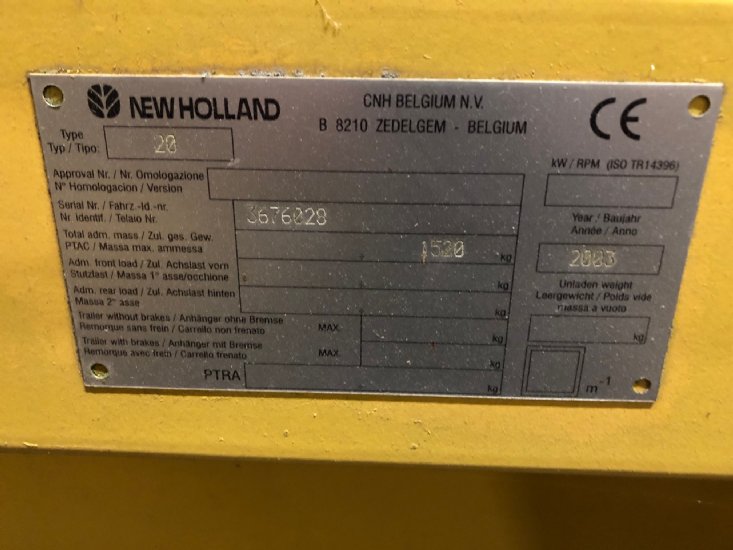 NEW HOLLAND
CNH BELGIUM N.V.
B 8210 ZEDELGEM - BELGIUM
CE
Type
Typ / Tipo: 20
kW / RPM (ISO TR14396)
Approval Nr. / Nr. Omologazione
N° Homologacion / Version
Serial Nr. / Fahrz.-Id.-nr.
Nr. Identif. / Telaio Nr. 3676028
Year / Baujahr
Année / Anno
2003
Total adm. mass / Zul. ges. Gew.
PTAC / Massa max. ammessa 1520 kg
Adm. front load / Zul. Achslast vorn
Stutzlast / Massa 1° asse/occhione kg
Unladen weight
Leergewicht / Poids vide
massa a vuoto
kg
Adm. rear load / Zul. Achslast hinten
Massa 2° asse kg
Trailer without brakes / Anhänger ohne Bremse
Remorque sans frein / Carrello non frenato MAX. kg
Trailer with brakes / Anhänger mit Bremse
Remorque avec frein / Carrello frenato MAX. kg
PTRA kg
m-1